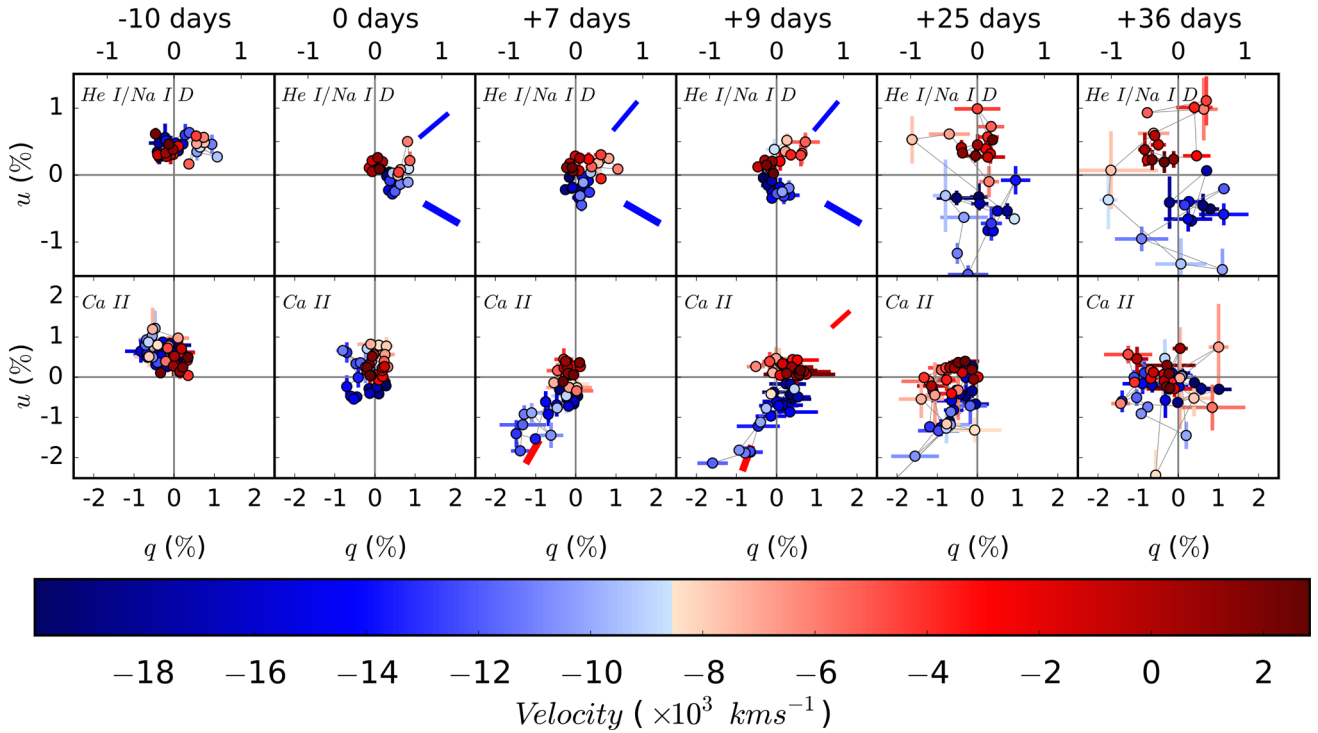 -10 days 0 days +7 days +9 days +25 days +36 days
-1 0 1 -1 0 1 -1 0 1 -1 0 1 -1 0 1 -1 0 1
He I/Na I D He I/Na I D He I/Na I D He I/Na I D He I/Na I D He I/Na I D
1
0
-1
u (%)
Ca II Ca II Ca II Ca II Ca II Ca II
2
1
0
-1
-2
u (%)
-2 -1 0 1 2 -2 -1 0 1 2 -2 -1 0 1 2 -2 -1 0 1 2 -2 -1 0 1 2 -2 -1 0 1 2
q (%) q (%) q (%) q (%) q (%) q (%)
−18 −16 −14 −12 −10 −8 −6 −4 −2 0 2
Velocity ( ×10³ kms⁻¹)